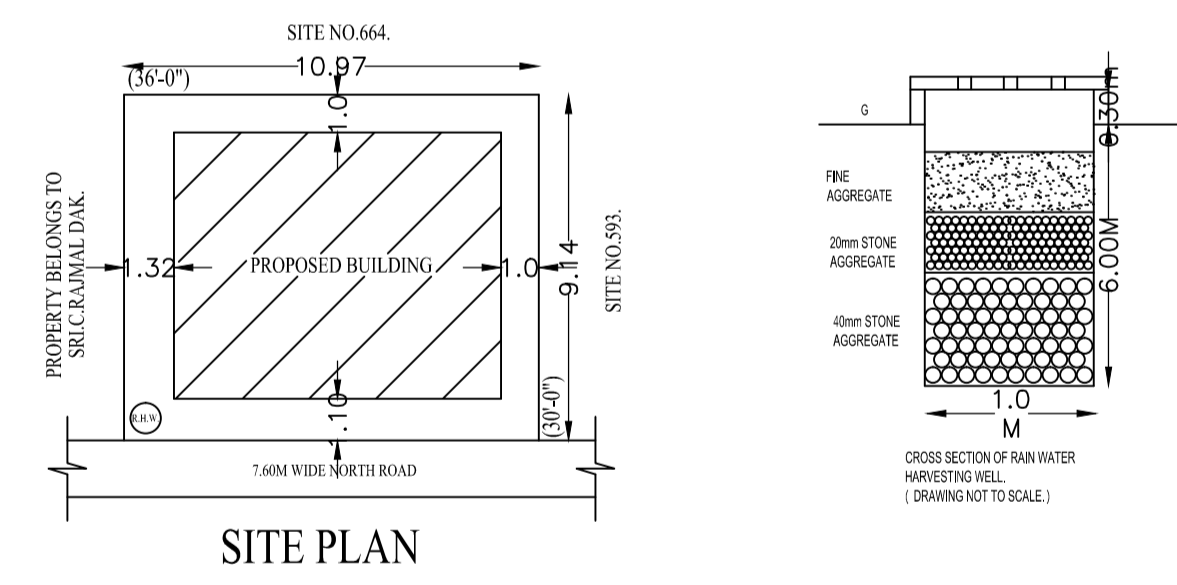 SITE NO.664.
10.97
(36'-0")
1.0
PROPERTY BELONGS TO
SRI.C.RAJMAL DAK.
1.32
PROPOSED BUILDING
1.0
9.14
SITE NO.593.
(30'-0")
1.10
R.H.W.
7.60M WIDE NORTH ROAD
SITE PLAN
G
0.30m
FINE
AGGREGATE
20mm STONE
AGGREGATE
6.00M
40mm STONE
AGGREGATE
1.0
M
CROSS SECTION OF RAIN WATER
HARVESTING WELL.
( DRAWING NOT TO SCALE.)